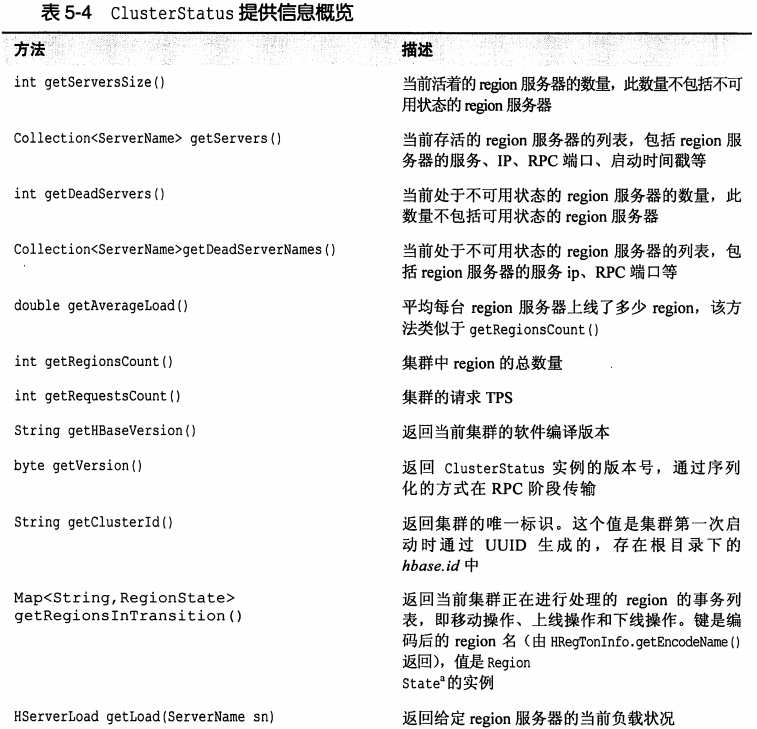 表 5-4 ClusterStatus 提供信息概览
方法 描述
int getServersSize() 当前活着的 region 服务器的数量，此数量不包括不可
用状态的 region 服务器
Collection<ServerName> getServers() 当前存活的 region 服务器的列表，包括 region 服
务器的服务、IP、RPC 端口、启动时间戳等
int getDeadServers() 当前处于不可用状态的 region 服务器的数量，此
数量不包括可用状态的 region 服务器
Collection<ServerName>getDeadServerNames() 当前处于不可用状态的 region 服务器的列表，包
括 region 服务器的服务 ip、RPC 端口等
double getAverageLoad() 平均每台 region 服务器上线了多少 region，该方
法类似于 getRegionsCount()
int getRegionsCount() 集群中 region 的总数量
int getRequestsCount() 集群的请求 TPS
String getHBaseVersion() 返回当前集群的软件编译版本
byte getVersion() 返回 ClusterStatus 实例的版本号，通过序列
化的方式在 RPC 阶段传输
String getClusterId() 返回集群的唯一标识。这个值是集群第一次启
动时通过 UUID 生成的，存在根目录下的
hbase.id 中
Map<String,RegionState> 返回当前集群正在进行处理的 region 的事务列
getRegionsInTransition() 表，即移动操作、上线操作和下线操作。键是编
码后的 region 名（由 HRegTonInfo.getEncodeName()
返回），值是 Region
Stateª的实例
HServerLoad getLoad(ServerName sn) 返回给定 region 服务器的当前负载状况